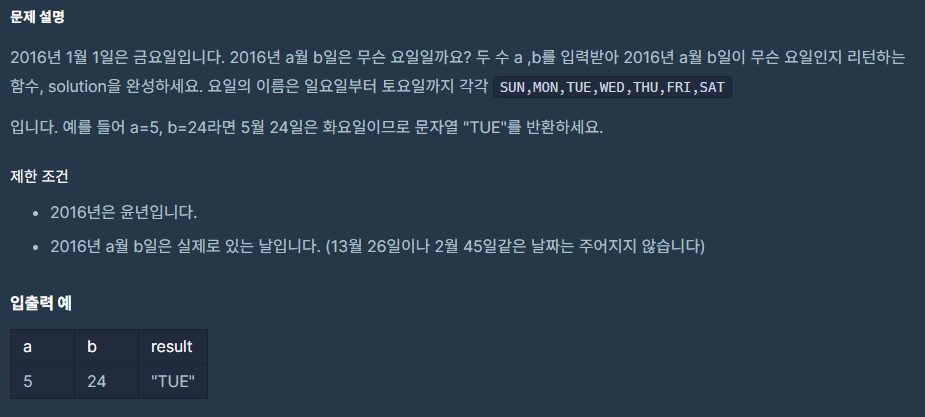 문제 설명
2016년 1월 1일은 금요일입니다. 2016년 a월 b일은 무슨 요일일까요? 두 수 a ,b를 입력받아 2016년 a월 b일이 무슨 요일인지 리턴하는
함수, solution을 완성하세요. 요일의 이름은 일요일부터 토요일까지 각각 SUN,MON,TUE,WED,THU,FRI,SAT
입니다. 예를 들어 a=5, b=24라면 5월 24일은 화요일이므로 문자열 "TUE"를 반환하세요.
제한 조건
• 2016년은 윤년입니다.
• 2016년 a월 b일은 실제로 있는 날입니다. (13월 26일이나 2월 45일같은 날짜는 주어지지 않습니다)
입출력 예
a b result
5 24 "TUE"